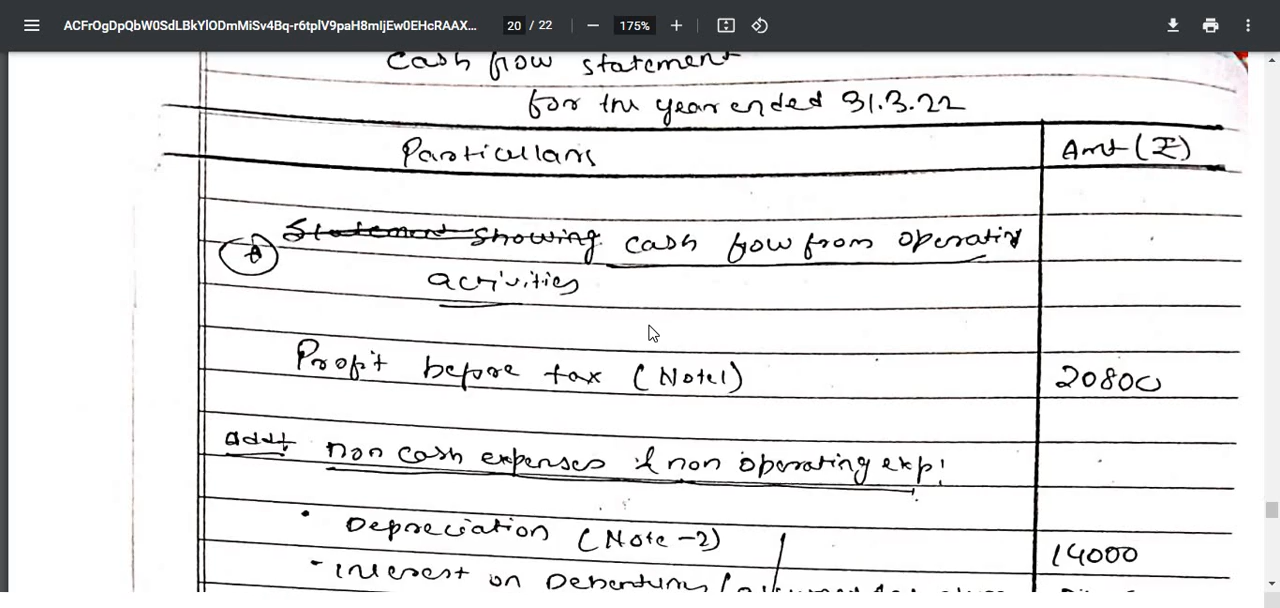 ACFrOgDpQbW0SdLBkYlODmMiSv4Bq-r6tplV9paH8mljEw0EHcRAAX... 20 / 22 175%
Cash flow statement
for the year ended 31.3.22
Particulars Amt (₹)
A Statement showing cash flow from operating
activities
Profit before tax (Note1) 20800
Add: non cash expenses & non operating exp:
Depreciation (Note-2) 14000
Interest on Debentures